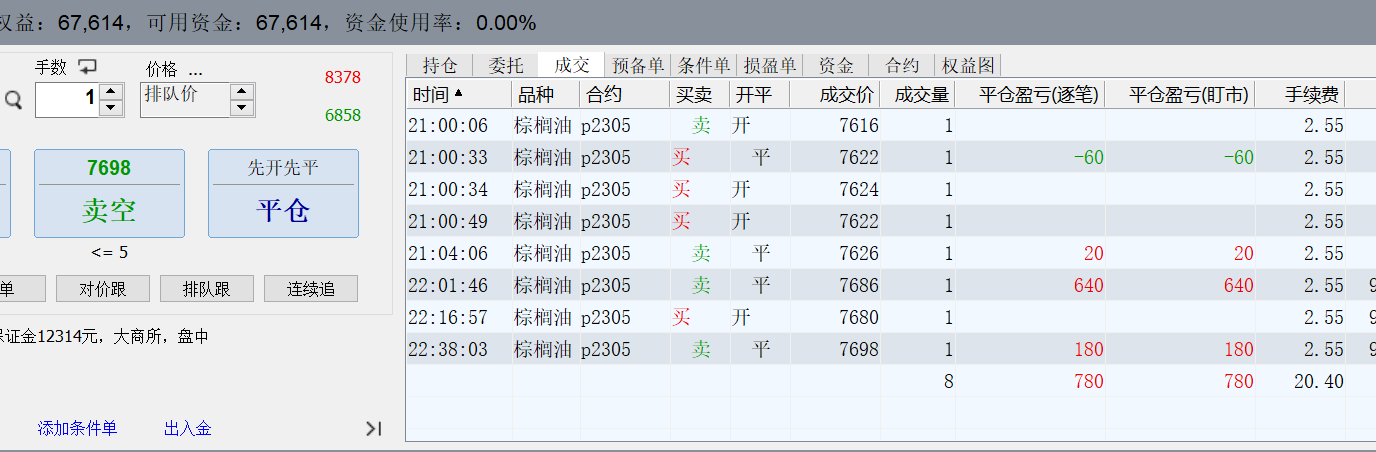 权益：67,614，可用资金：67,614，资金使用率：0.00%
手数 价格 ... 8378
1 排队价
6858
7698 先开先平
卖空 平仓
<= 5
单 对价跟 排队跟 连续追
保证金12314元，大商所，盘中
添加条件单 出入金
持仓 委托 成交 预备单 条件单 损盈单 资金 合约 权益图
时间 品种 合约 买卖 开平 成交价 成交量 平仓盈亏(逐笔) 平仓盈亏(盯市) 手续费
21:00:06 棕榈油 p2305 卖 开 7616 1 2.55
21:00:33 棕榈油 p2305 买 平 7622 1 -60 -60 2.55
21:00:34 棕榈油 p2305 买 开 7624 1 2.55
21:00:49 棕榈油 p2305 买 开 7622 1 2.55
21:04:06 棕榈油 p2305 卖 平 7626 1 20 20 2.55
22:01:46 棕榈油 p2305 卖 平 7686 1 640 640 2.55 9
22:16:57 棕榈油 p2305 买 开 7680 1 2.55 9
22:38:03 棕榈油 p2305 卖 平 7698 1 180 180 2.55 9
8 780 780 20.40